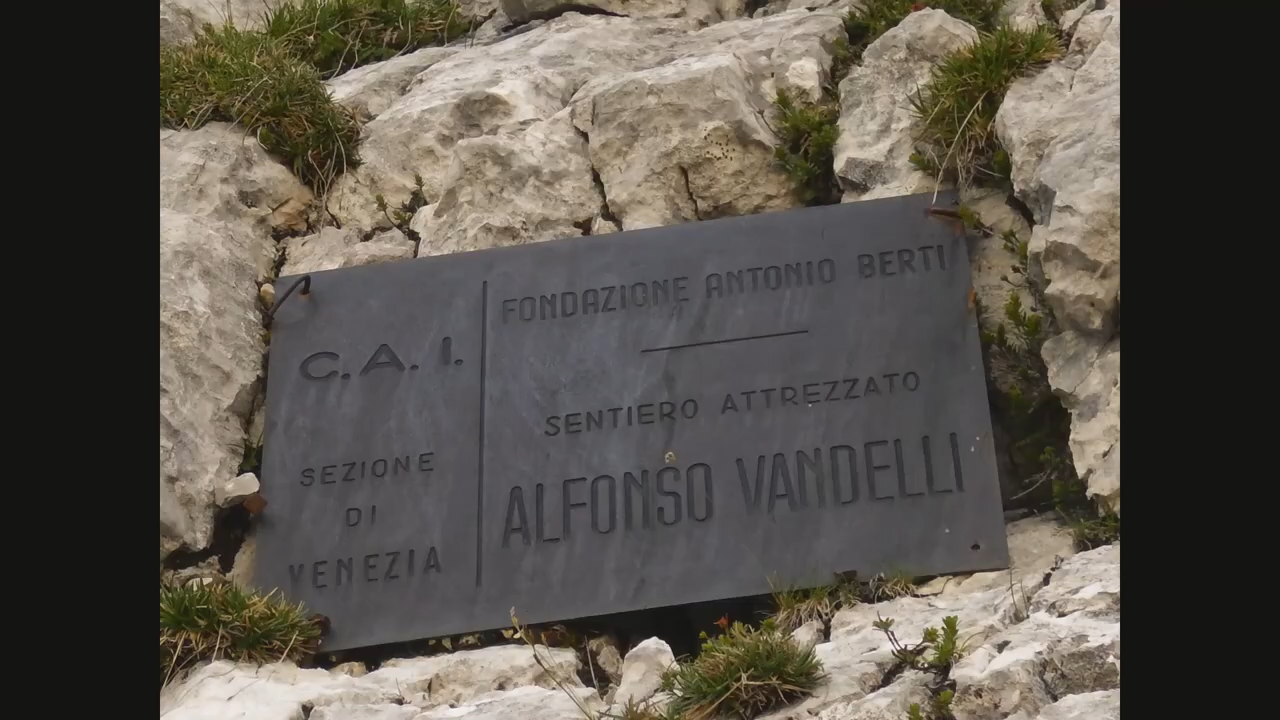 C.A.I.
SEZIONE
DI
VENEZIA
FONDAZIONE ANTONIO BERTI
SENTIERO ATTREZZATO
ALFONSO VANDELLI